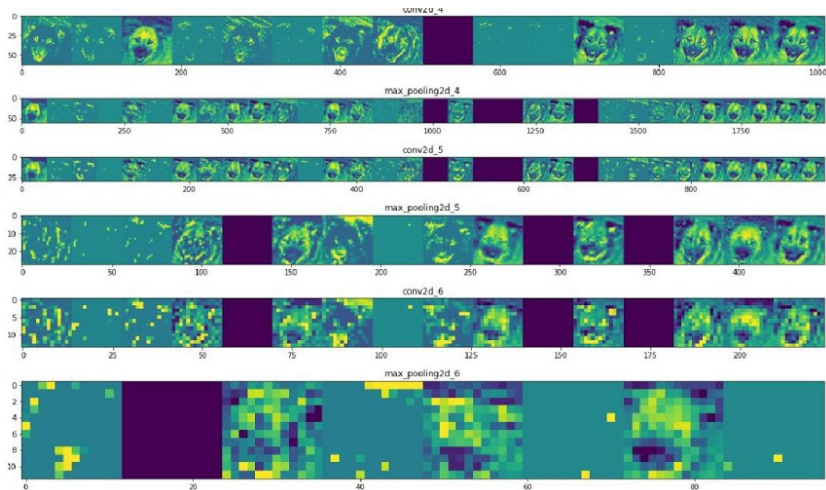 conv2d_4
0
25
50
0 200 400 600 800 1000
max_pooling2d_4
0
50
0 250 500 750 1000 1250 1500 1750
conv2d_5
0
25
0 200 400 600 800
max_pooling2d_5
0
10
20
0 50 100 150 200 250 300 350 400
conv2d_6
0
5
10
0 25 50 75 100 125 150 175 200
max_pooling2d_6
0
2
4
6
8
10
0 20 40 60 80